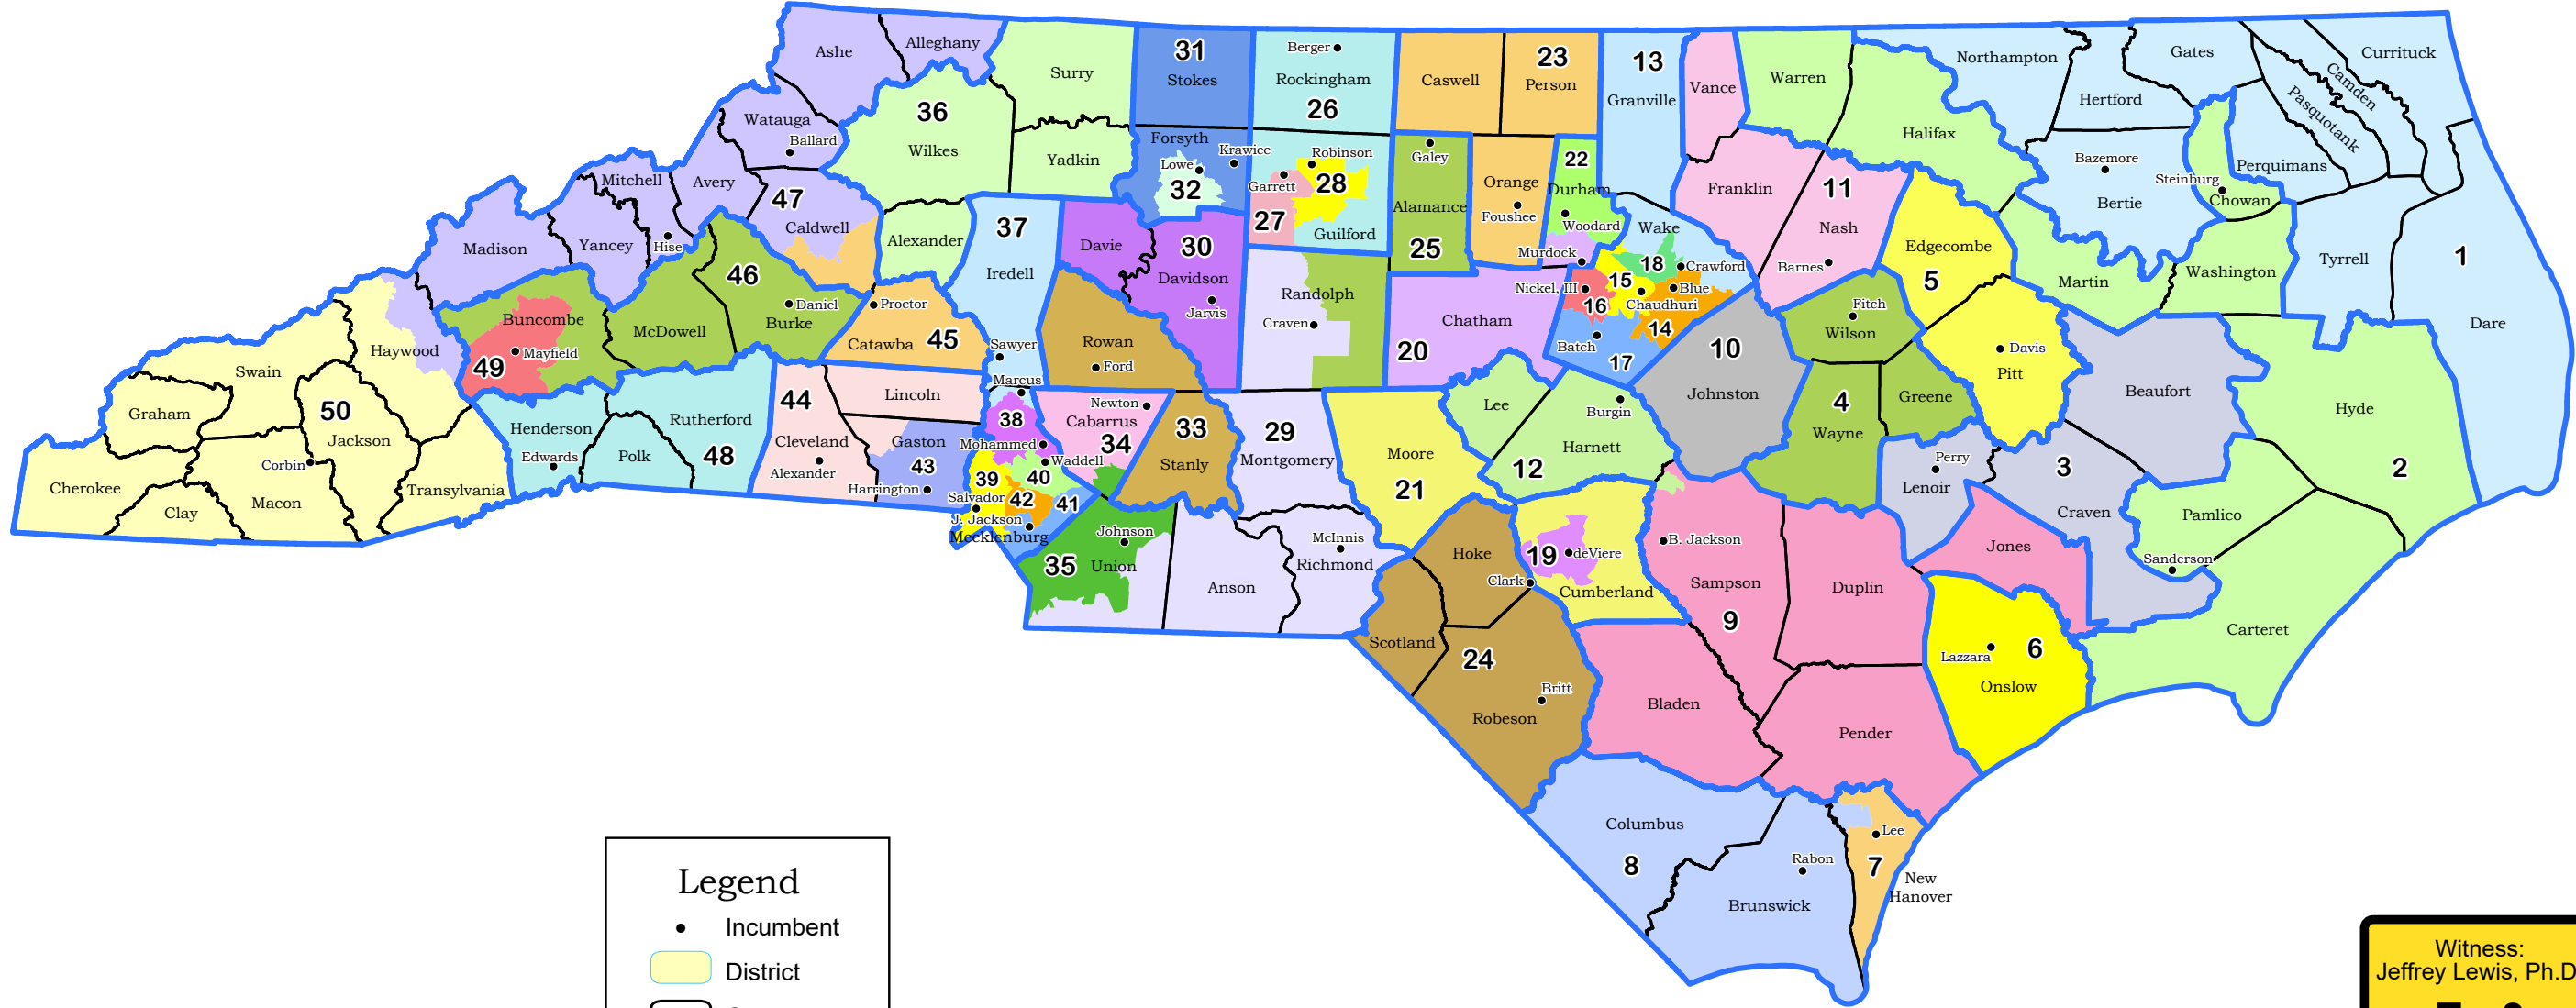 Ashe
Alleghany
Surry
31
Stokes
Berger
Rockingham
26
Caswell
23
Person
13
Granville
Vance
Warren
Northampton
Gates
Currituck
Camden
Pasquotank
Hertford
Halifax
Perquimans
Watauga
Ballard
36
Wilkes
Yadkin
Forsyth
Krawiec
Lowe
32
Robinson
Garrett
28
27
Guilford
Galey
Alamance
25
Orange
Foushee
22
Durham
Woodard
Murdock
Wake
Franklin
11
Nash
Barnes
Bazemore
Bertie
Steinburg
Chowan
Mitchell
Avery
47
Caldwell
Alexander
37
Iredell
Davie
30
Davidson
Jarvis
Madison
Yancey
Hise
46
Daniel
Burke
McDowell
Proctor
Catawba
45
Buncombe
Mayfield
49
Haywood
Randolph
Craven
Chatham
20
Nickel, III
16
15
18
Crawford
Blue
Chaudhuri
14
Batch
17
Edgecombe
5
Fitch
Wilson
Martin
Washington
Tyrrell
1
Dare
Swain
Graham
50
Jackson
Corbin
Cherokee
Clay
Macon
Transylvania
Henderson
Edwards
Polk
Rutherford
48
44
Cleveland
Alexander
Lincoln
Gaston
43
Harrington
Sawyer
Marcus
38
Mohammed
Waddell
39
40
Salvador
42
41
J. Jackson
Mecklenburg
Rowan
Ford
Newton
Cabarrus
34
33
Stanly
29
Montgomery
Johnson
35
Union
Anson
McInnis
Richmond
Moore
21
Lee
Burgin
Harnett
12
10
Johnston
4
Wayne
Greene
Davis
Pitt
Beaufort
Hyde
2
Perry
Lenoir
3
Craven
Pamlico
Sanderson
Jones
Carteret
Hoke
Clark
19
deViere
Cumberland
B. Jackson
Sampson
9
Duplin
Scotland
24
Britt
Robeson
Bladen
Pender
Lazzara
6
Onslow
Columbus
8
Rabon
Brunswick
Lee
7
New
Hanover
Legend
Incumbent
District
Witness:
Jeffrey Lewis, Ph.D